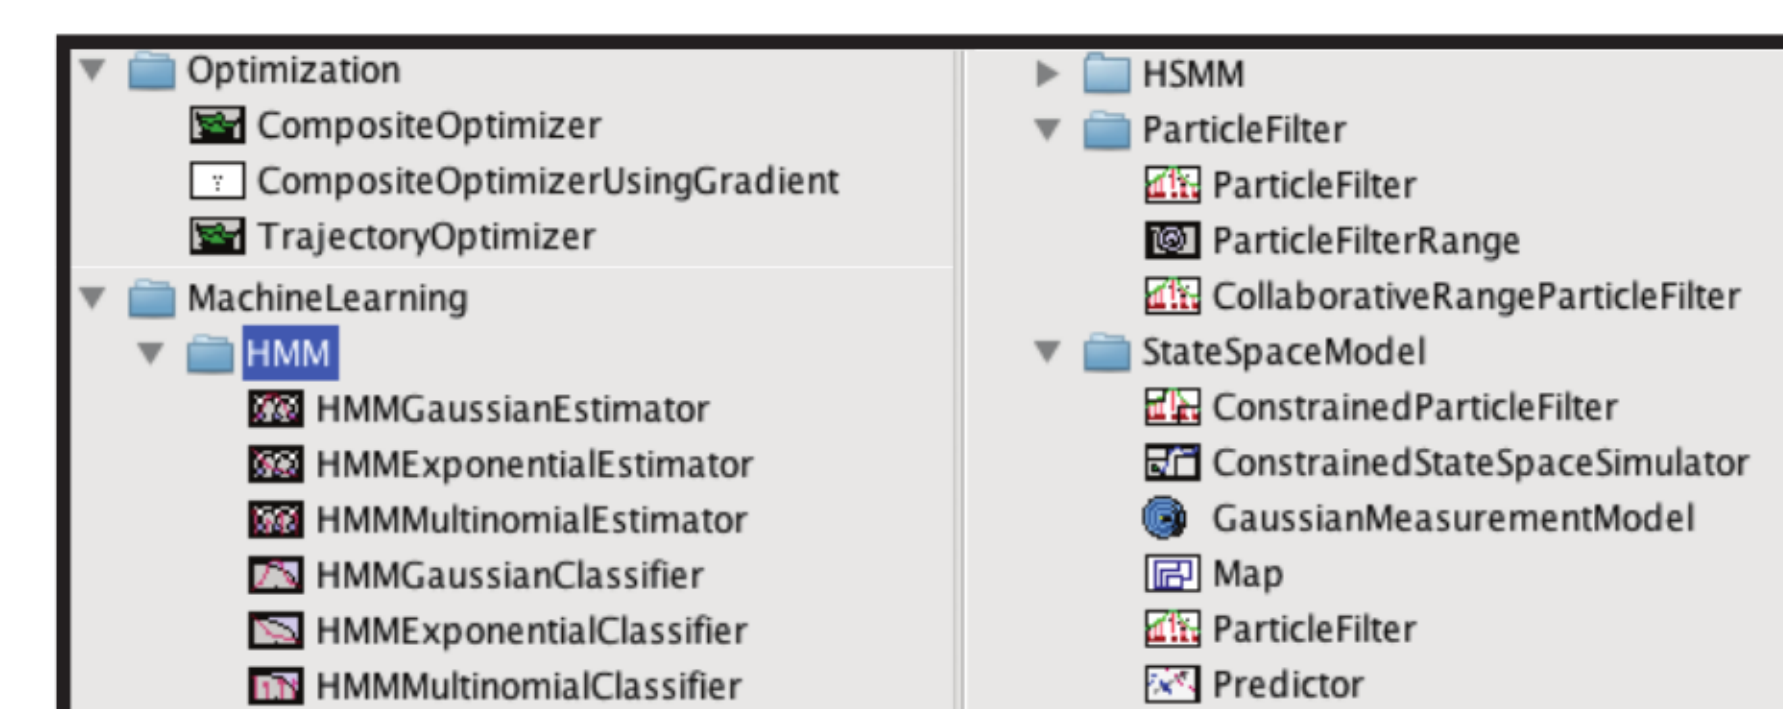 Optimization
CompositeOptimizer
CompositeOptimizerUsingGradient
TrajectoryOptimizer
MachineLearning
HMM
HMMGaussianEstimator
HMMExponentialEstimator
HMMMultinomialEstimator
HMMGaussianClassifier
HMMExponentialClassifier
HMMMultinomialClassifier
HSMM
ParticleFilter
ParticleFilter
ParticleFilterRange
CollaborativeRangeParticleFilter
StateSpaceModel
ConstrainedParticleFilter
ConstrainedStateSpaceSimulator
GaussianMeasurementModel
Map
ParticleFilter
Predictor